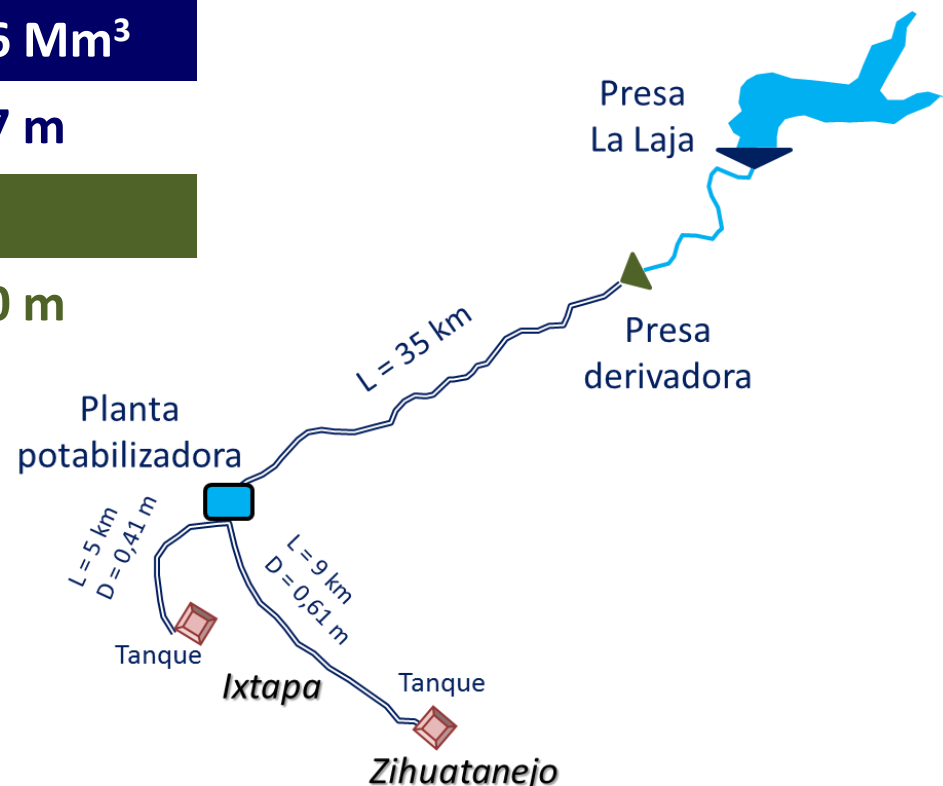 6 Mm³
7 m
0 m
Presa
La Laja
L = 35 km
Presa
derivadora
Planta
potabilizadora
L = 5 km
D = 0,41 m
L = 9 km
D = 0,61 m
Tanque
Ixtapa
Tanque
Zihuatanejo